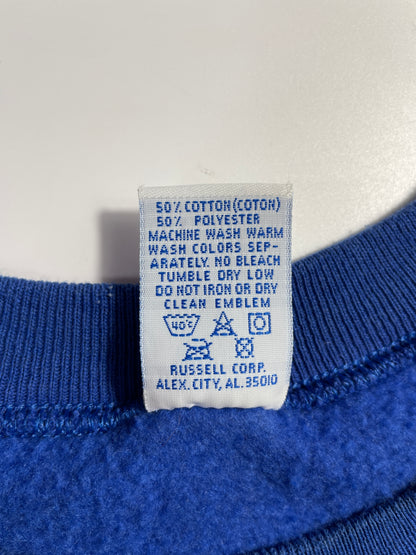 50% COTTON (COTON)
50% POLYESTER
MACHINE WASH WARM
WASH COLORS SEP-
ARATELY. NO BLEACH
TUMBLE DRY LOW
DO NOT IRON OR DRY
CLEAN EMBLEM
40°C
RUSSELL CORP.
ALEX. CITY, AL. 35010